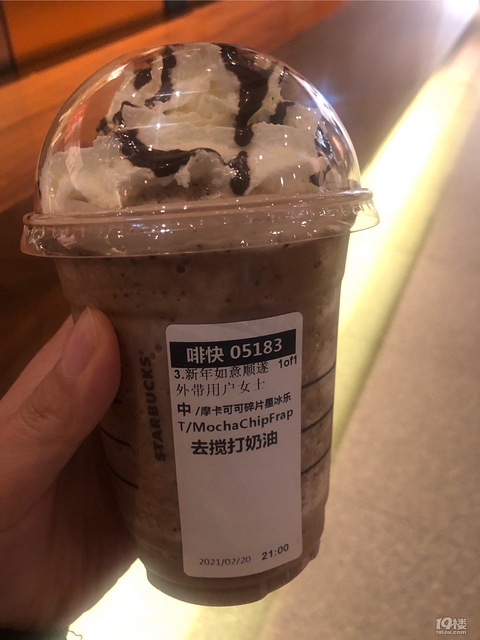 STARBUCKS
啡快 05183
3.新年如意顺遂 1of1
外带用户女士
中 /摩卡可可碎片星冰乐
T/MochaChipFrap
去搅打奶油
2021/02/20 21:00
19楼
19lou.com